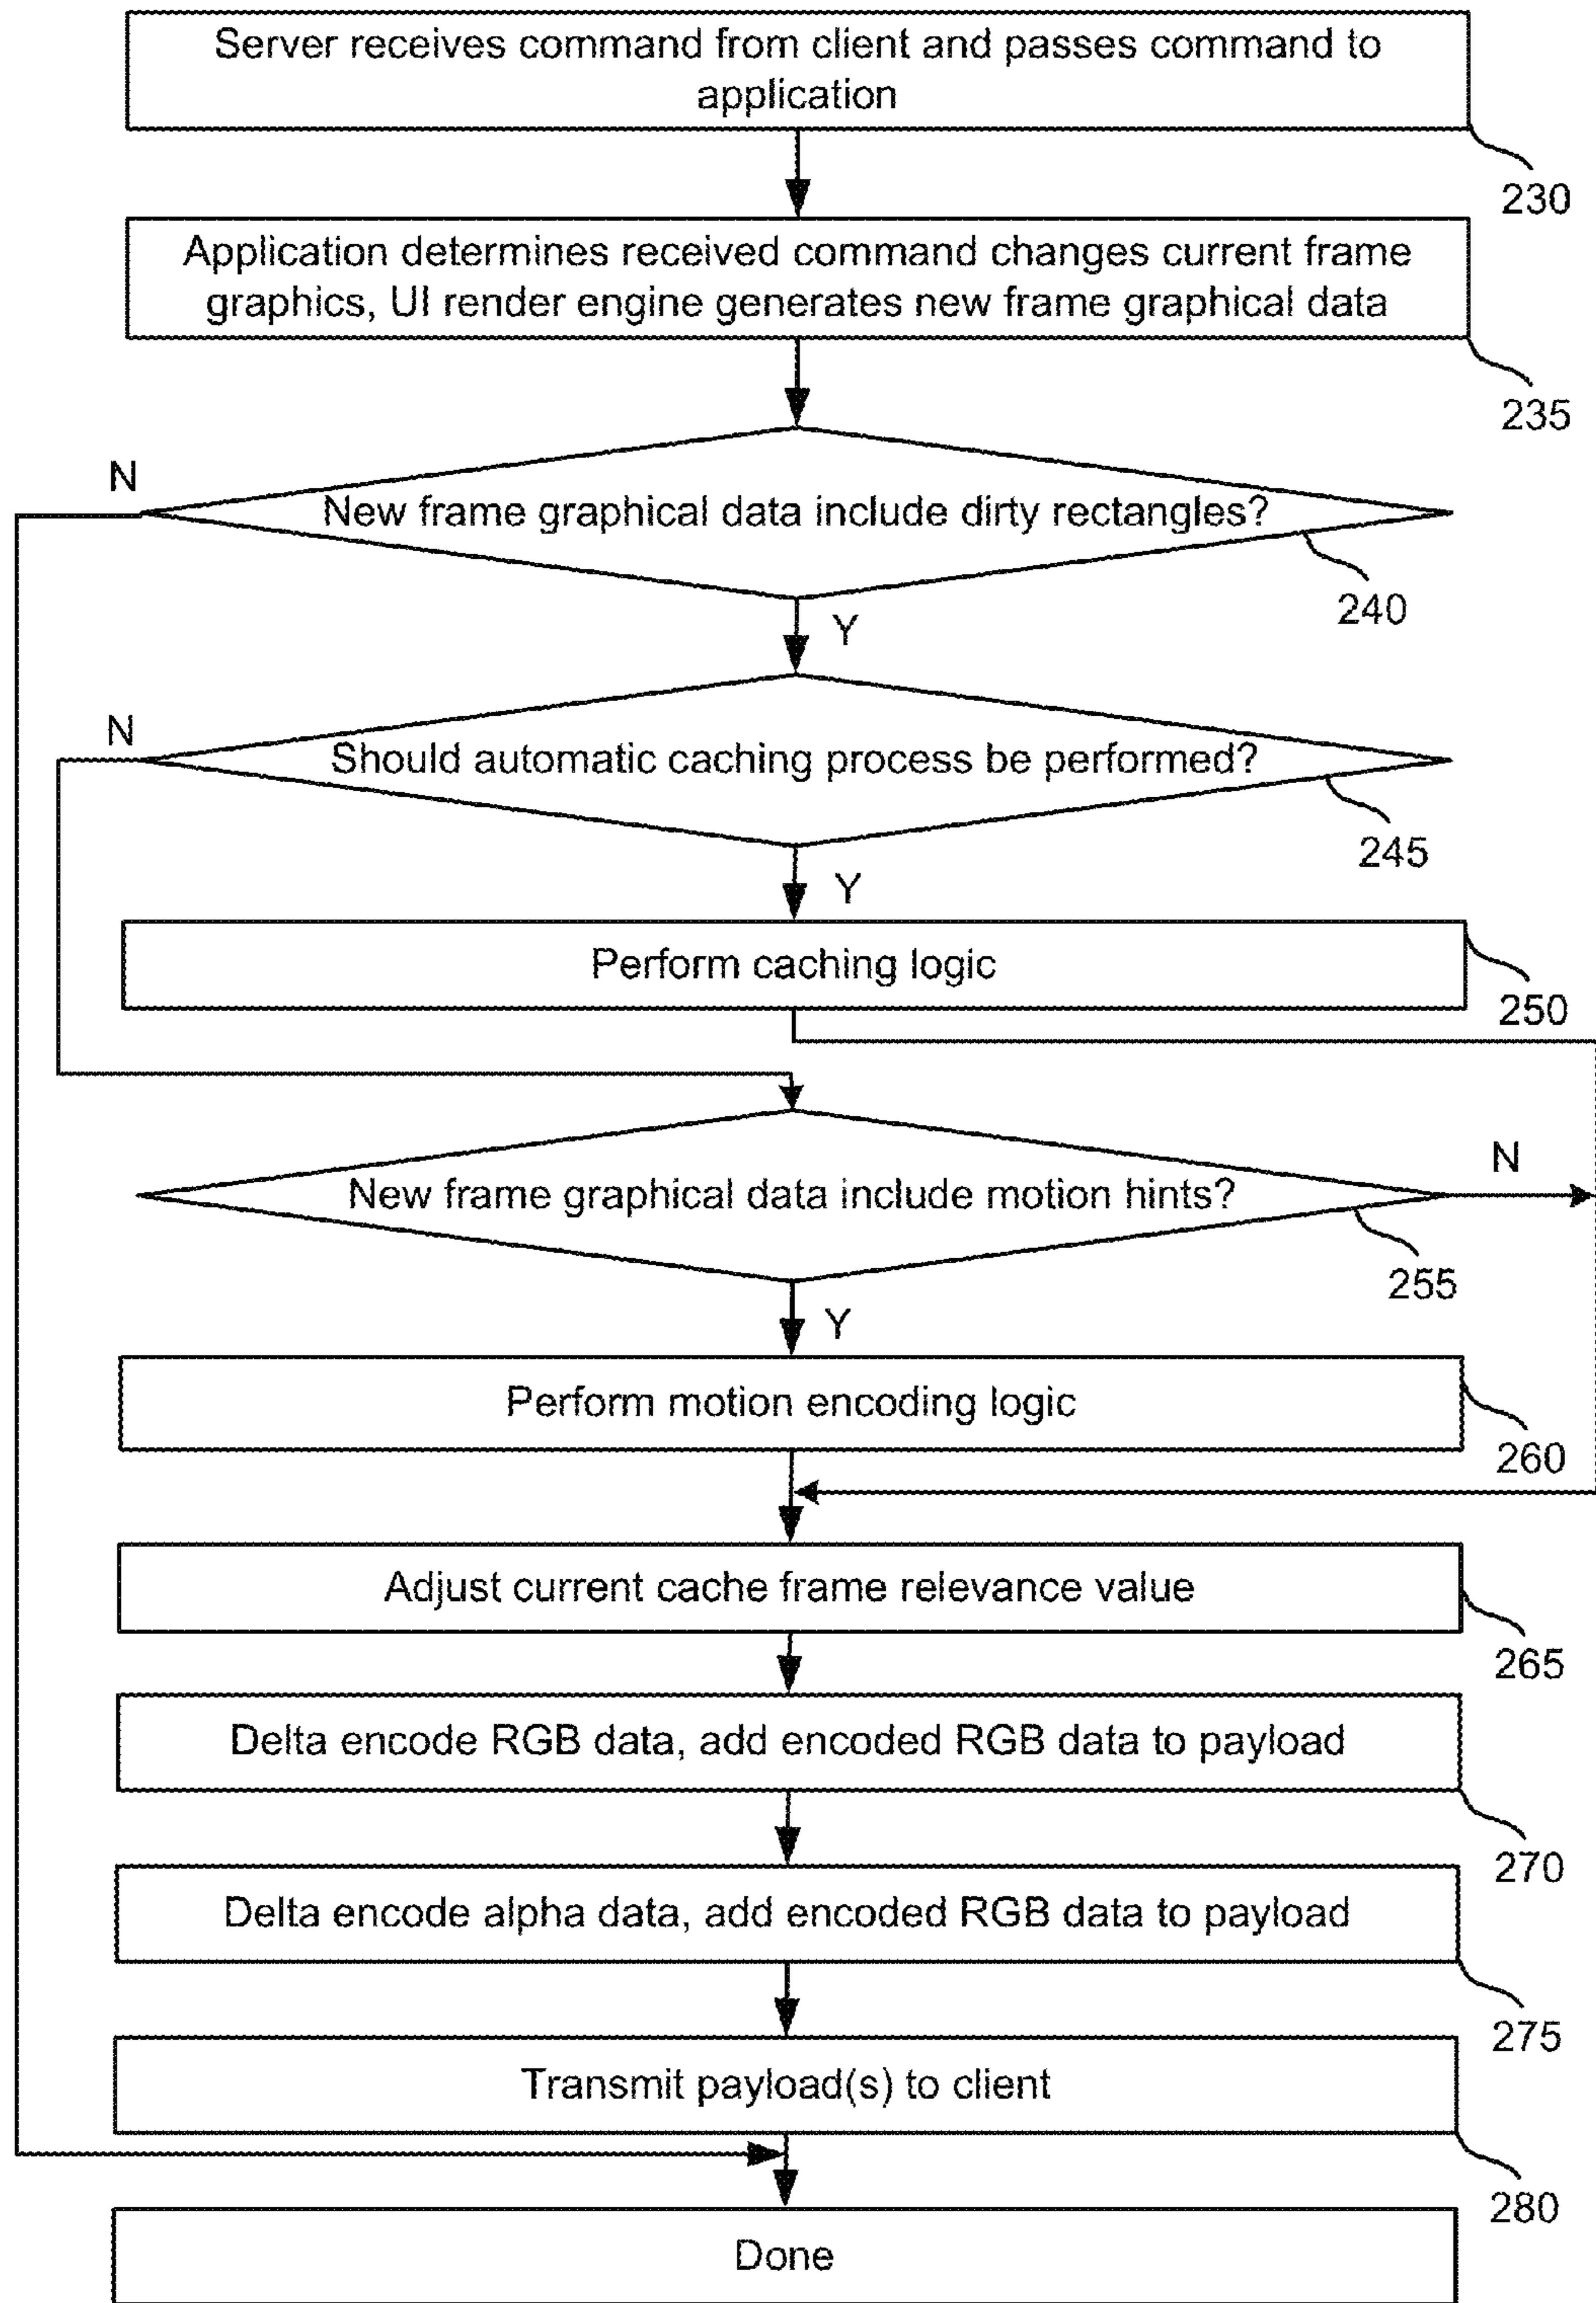 Server receives command from client and passes command to
application
230
Application determines received command changes current frame
graphics, UI render engine generates new frame graphical data
235
N
New frame graphical data include dirty rectangles?
240
Y
N
Should automatic caching process be performed?
245
Y
Perform caching logic
250
New frame graphical data include motion hints?
N
255
Y
Perform motion encoding logic
260
Adjust current cache frame relevance value
265
Delta encode RGB data, add encoded RGB data to payload
270
Delta encode alpha data, add encoded RGB data to payload
275
Transmit payload(s) to client
280
Done